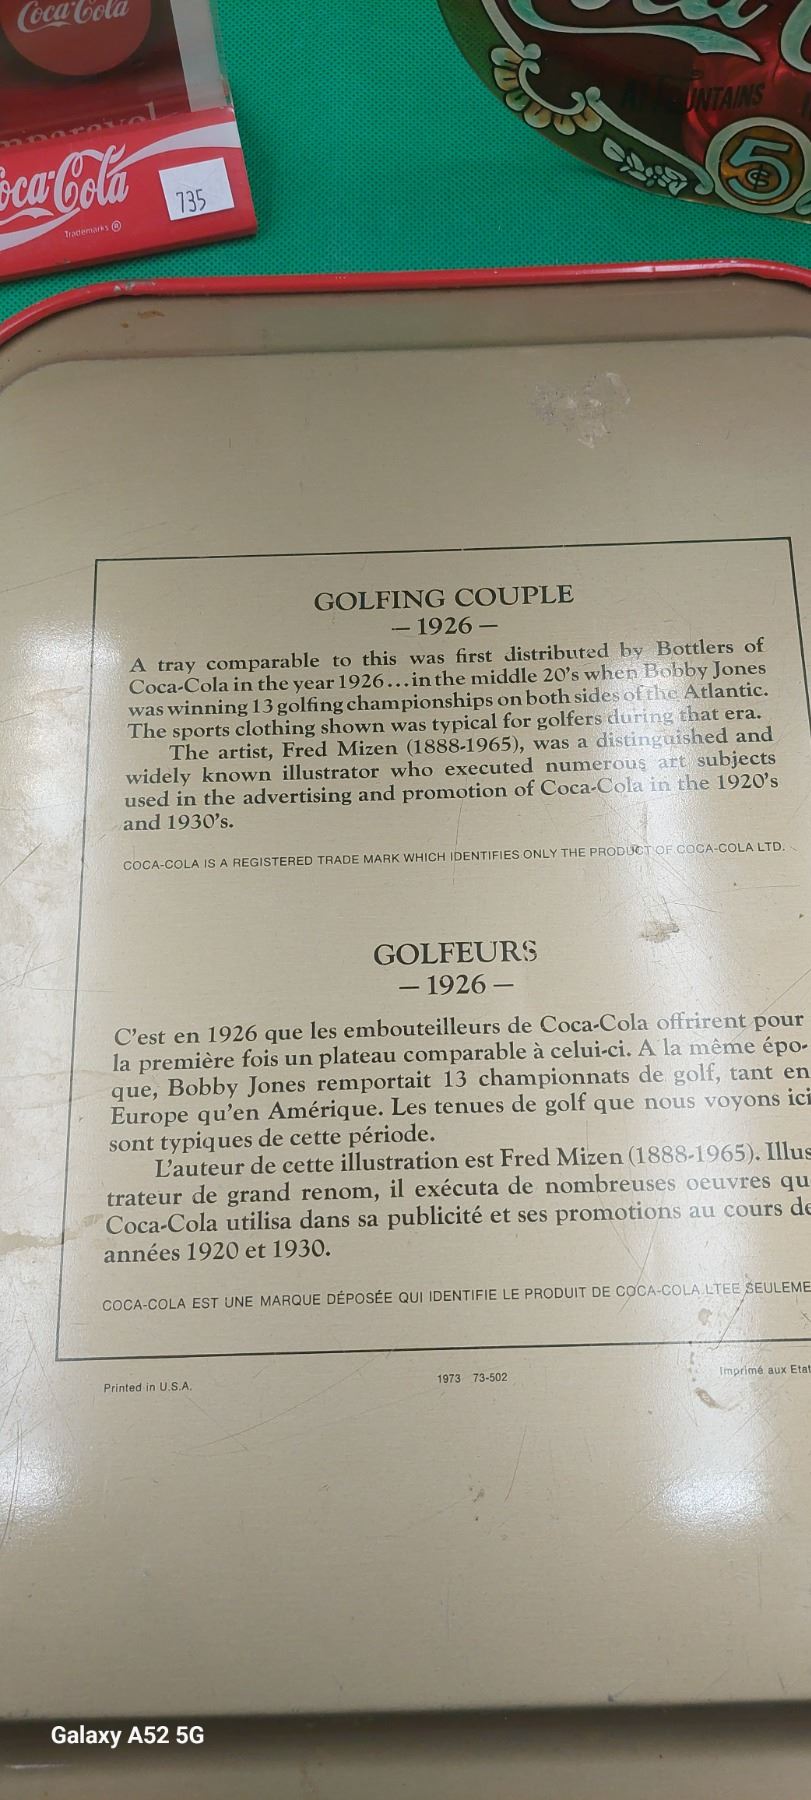 Coca-Cola
Coca-Cola
Trademarks ®
735
FOUNTAINS
5¢
GOLFING COUPLE
— 1926 —
A tray comparable to this was first distributed by Bottlers of
Coca-Cola in the year 1926...in the middle 20's when Bobby Jones
was winning 13 golfing championships on both sides of the Atlantic.
The sports clothing shown was typical for golfers during that era.
The artist, Fred Mizen (1888-1965), was a distinguished and
widely known illustrator who executed numerous art subjects
used in the advertising and promotion of Coca-Cola in the 1920's
and 1930's.
COCA-COLA IS A REGISTERED TRADE MARK WHICH IDENTIFIES ONLY THE PRODUCT OF COCA-COLA LTD.
GOLFEURS
— 1926 —
C'est en 1926 que les embouteilleurs de Coca-Cola offrirent pour
la première fois un plateau comparable à celui-ci. A la même épo-
que, Bobby Jones remportait 13 championnats de golf, tant en
Europe qu'en Amérique. Les tenues de golf que nous voyons ici
sont typiques de cette période.
L'auteur de cette illustration est Fred Mizen (1888-1965). Illus
trateur de grand renom, il exécuta de nombreuses oeuvres qu
Coca-Cola utilisa dans sa publicité et ses promotions au cours de
années 1920 et 1930.
COCA-COLA EST UNE MARQUE DÉPOSÉE QUI IDENTIFIE LE PRODUIT DE COCA-COLA LTEE SEULEME
Printed in U.S.A.
1973 73-502
Imprimé aux Etat
Galaxy A52 5G